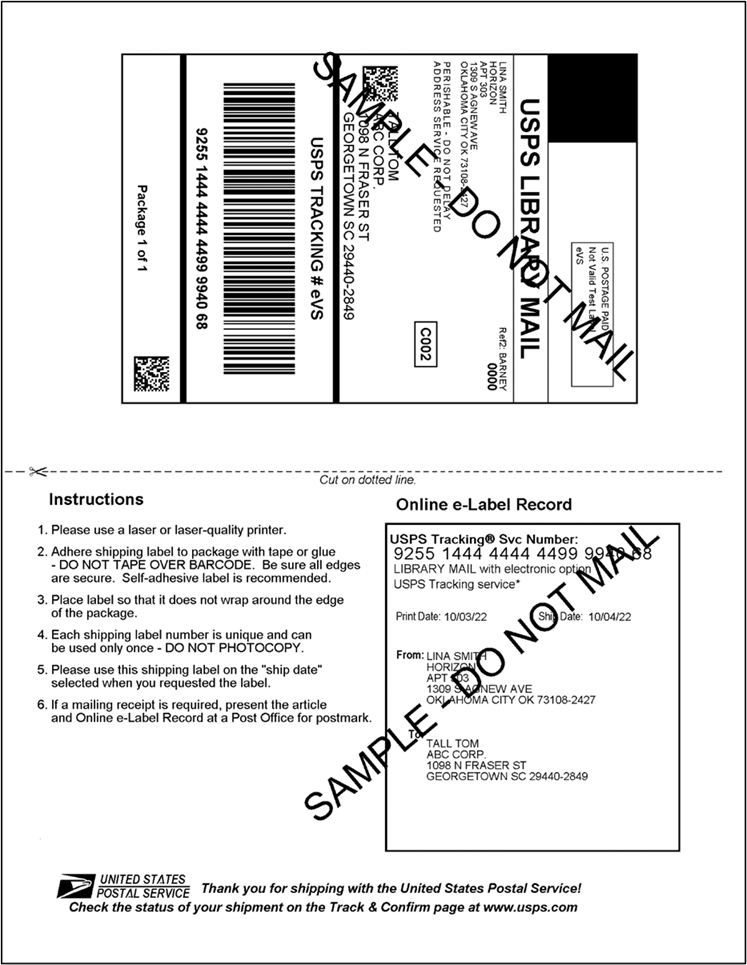 U.S. POSTAGE PAID
Not Valid Test Label
eVS
USPS LIBRARY MAIL
LINA SMITH
HORIZON
APT 303
1309 S AGNEW AVE
OKLAHOMA CITY OK 73108-2427
Ref2: BARNEY
0000
PERISHABLE - DO NOT DELAY
ADDRESS SERVICE REQUESTED
C002
TALL TOM
ABC CORP.
1098 N FRASER ST
GEORGETOWN SC 29440-2849
USPS TRACKING # eVS
9255 1444 4444 4499 9940 68
Package 1 of 1
SAMPLE - DO NOT MAIL
Cut on dotted line.
Instructions
1. Please use a laser or laser-quality printer.
2. Adhere shipping label to package with tape or glue
- DO NOT TAPE OVER BARCODE. Be sure all edges
are secure. Self-adhesive label is recommended.
3. Place label so that it does not wrap around the edge
of the package.
4. Each shipping label number is unique and can
be used only once - DO NOT PHOTOCOPY.
5. Please use this shipping label on the "ship date"
selected when you requested the label.
6. If a mailing receipt is required, present the article
and Online e-Label Record at a Post Office for postmark.
Online e-Label Record
USPS Tracking® Svc Number:
9255 1444 4444 4499 9940 68
LIBRARY MAIL with electronic option
USPS Tracking service*
Print Date: 10/03/22 Ship Date: 10/04/22
From: LINA SMITH
HORIZON
APT 303
1309 S AGNEW AVE
OKLAHOMA CITY OK 73108-2427
To:
TALL TOM
ABC CORP.
1098 N FRASER ST
GEORGETOWN SC 29440-2849
SAMPLE - DO NOT MAIL
UNITED STATES
POSTAL SERVICE
Thank you for shipping with the United States Postal Service!
Check the status of your shipment on the Track & Confirm page at www.usps.com